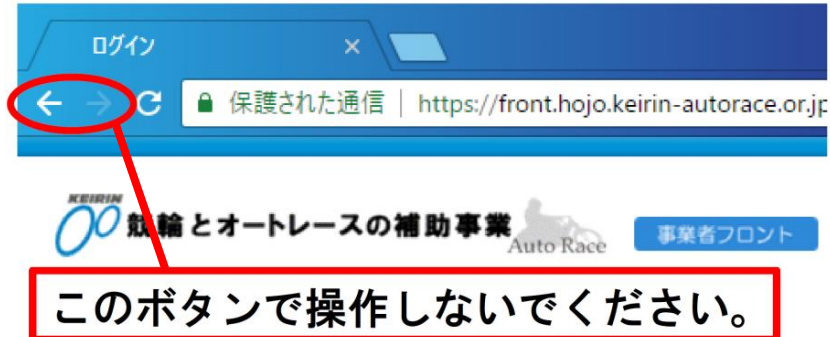 ログイン
保護された通信 | https://front.hojo.keirin-autorace.or.jp
KEIRIN
競輪とオートレースの補助事業
Auto Race
事業者フロント
このボタンで操作しないでください。